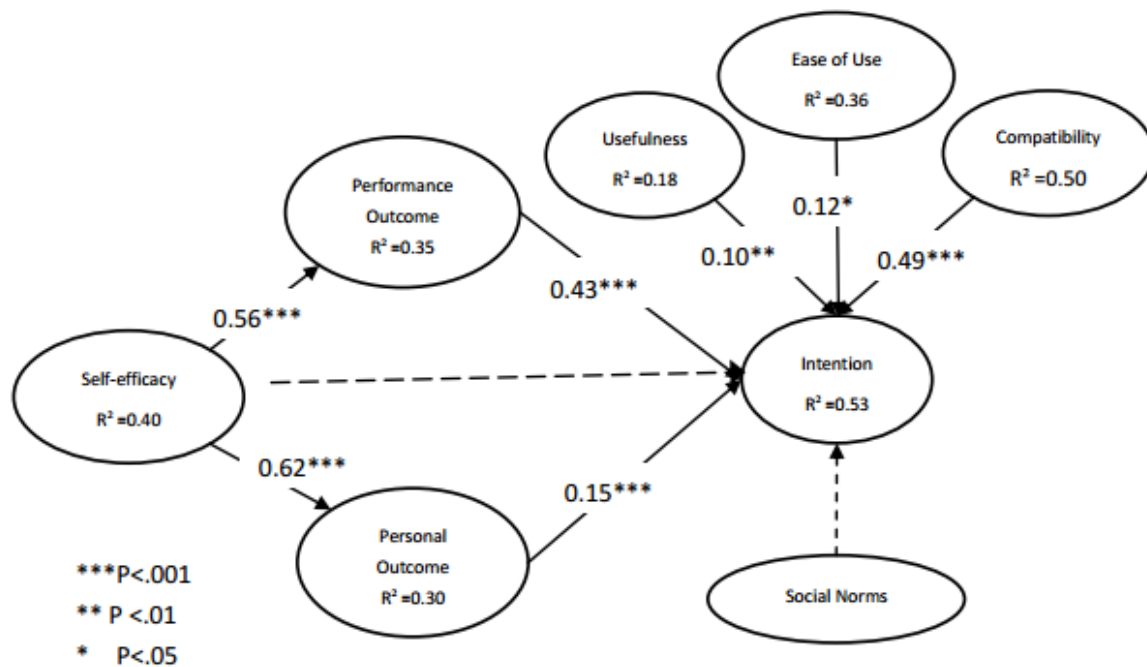 Ease of Use
R² =0.36
Usefulness
R² =0.18
Compatibility
R² =0.50
Performance
Outcome
R² =0.35
0.12*
0.10**
0.49***
0.43***
0.56***
Self-efficacy
R² =0.40
Intention
R² =0.53
0.62***
0.15***
Personal
Outcome
R² =0.30
Social Norms
***P<.001
** P <.01
* P<.05